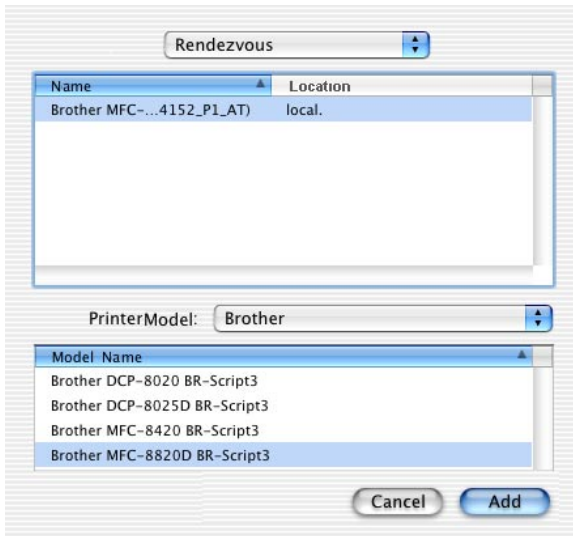 Rendezvous
Name Location
Brother MFC-...4152_P1_AT) local.
PrinterModel: Brother
Model Name
Brother DCP-8020 BR-Script3
Brother DCP-8025D BR-Script3
Brother MFC-8420 BR-Script3
Brother MFC-8820D BR-Script3
Cancel Add